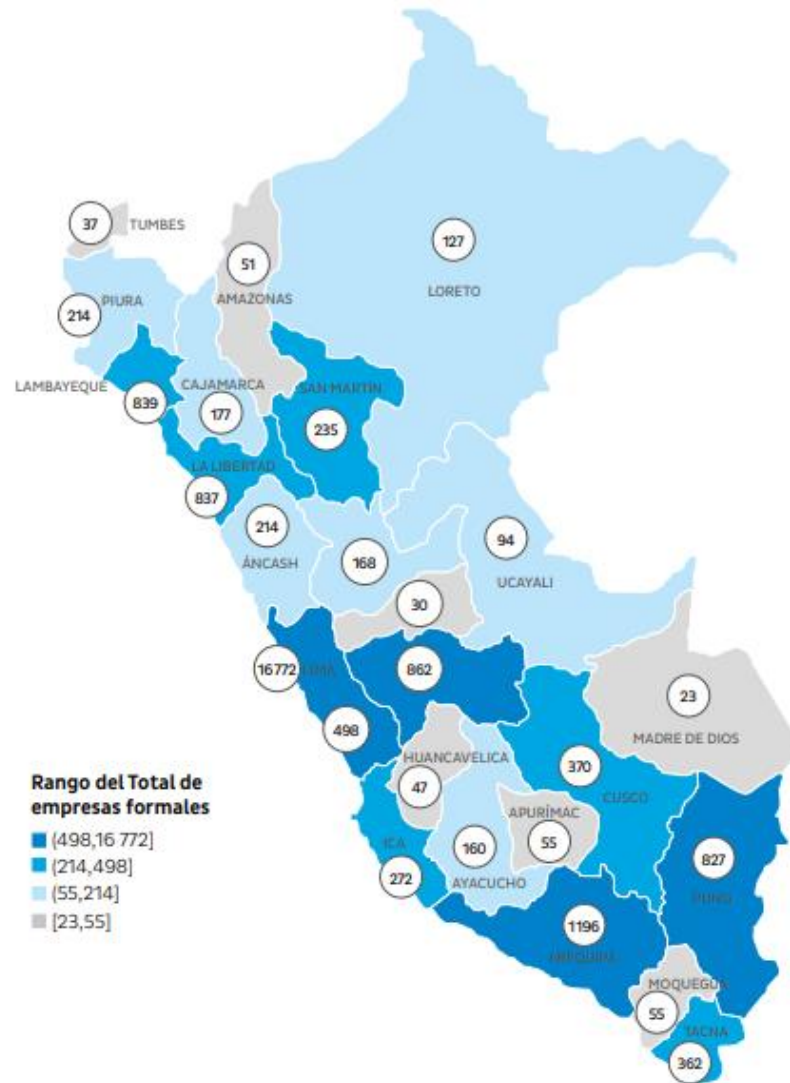 37
TUMBES
127
LORETO
51
AMAZONAS
PIURA
214
LAMBAYEQUE
839
CAJAMARCA
177
SAN MARTÍN
235
LA LIBERTAD
837
214
ÁNCASH
168
94
UCAYALI
30
16 772
LIMA
862
23
MADRE DE DIOS
498
HUANCAVELICA
47
370
CUSCO
APURÍMAC
55
ICA
272
160
AYACUCHO
827
PUNO
1196
AREQUIPA
MOQUEGUA
55
TACNA
362
Rango del Total de
empresas formales
(498,16 772]
(214,498]
(55,214]
[23,55]